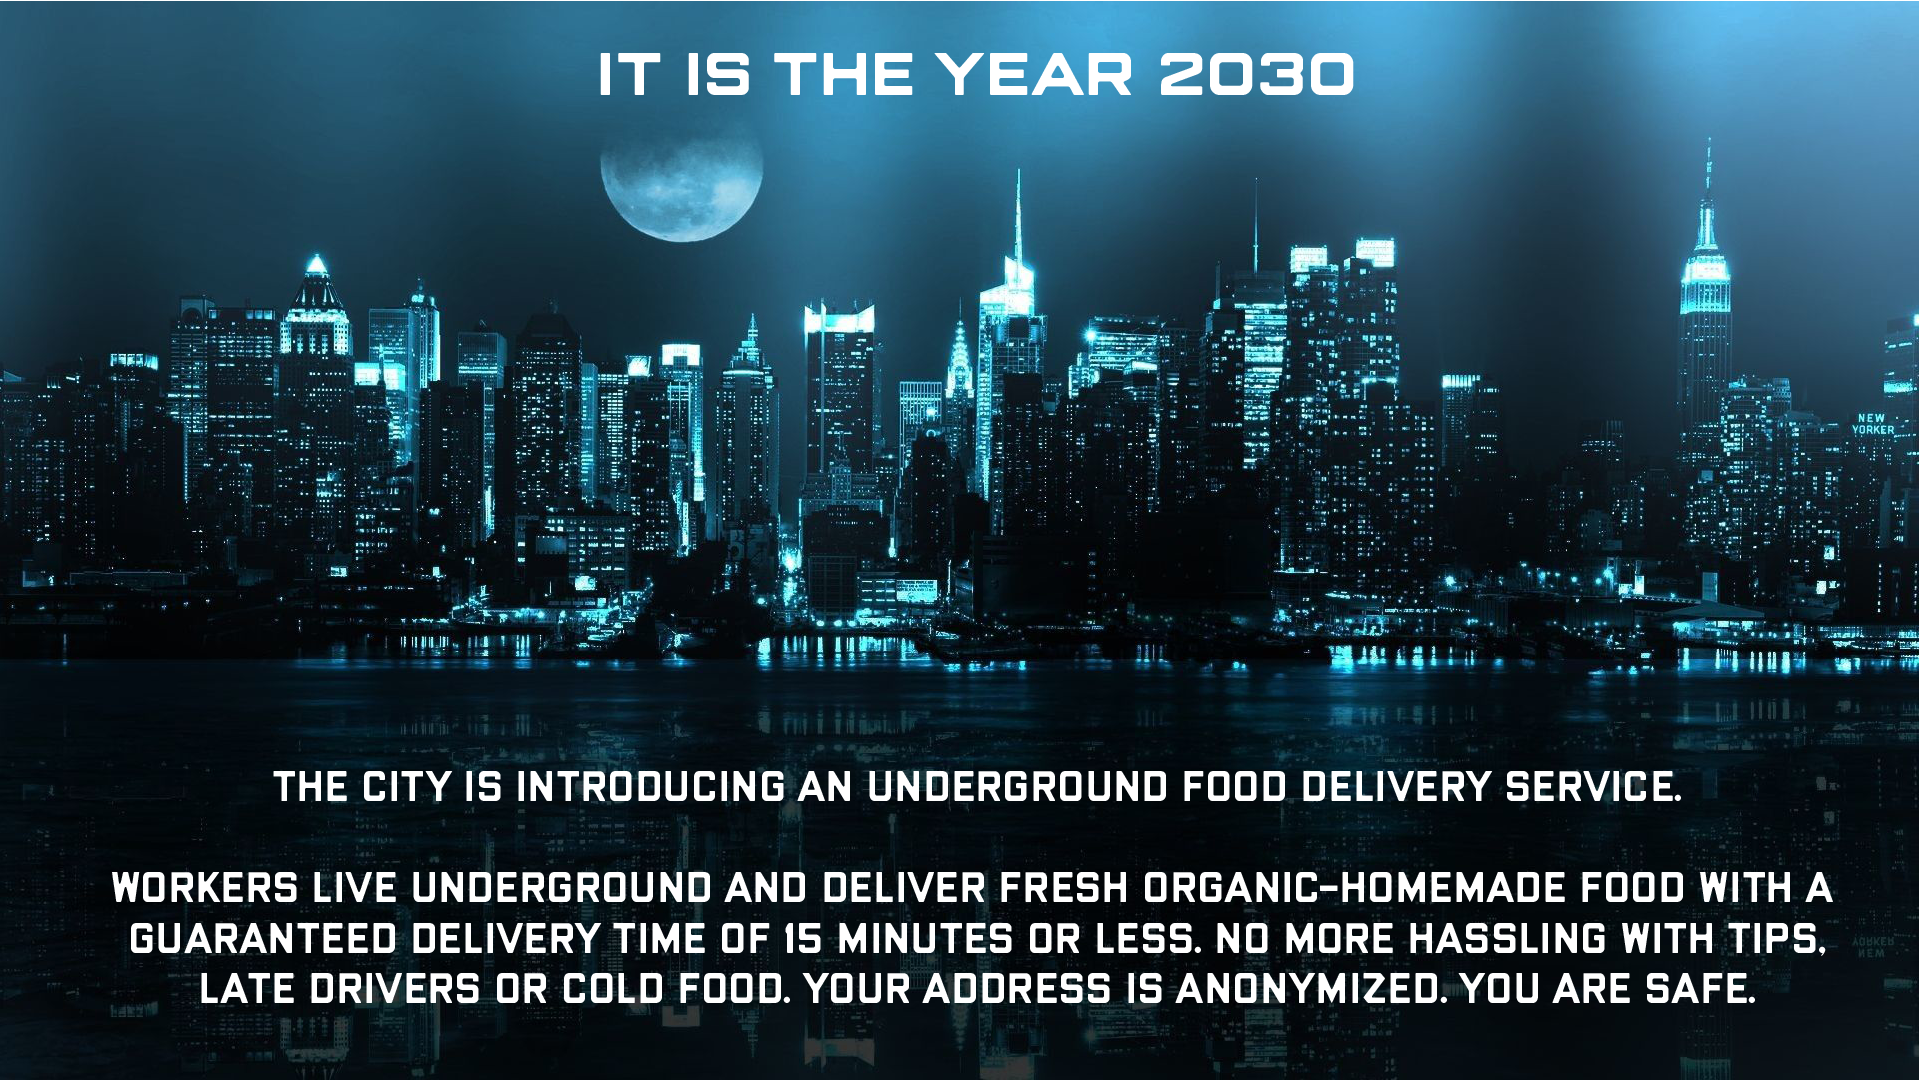 IT IS THE YEAR 2030
NEW
YORKER
THE CITY IS INTRODUCING AN UNDERGROUND FOOD DELIVERY SERVICE.
WORKERS LIVE UNDERGROUND AND DELIVER FRESH ORGANIC-HOMEMADE FOOD WITH A
GUARANTEED DELIVERY TIME OF 15 MINUTES OR LESS. NO MORE HASSLING WITH TIPS,
LATE DRIVERS OR COLD FOOD. YOUR ADDRESS IS ANONYMIZED. YOU ARE SAFE.